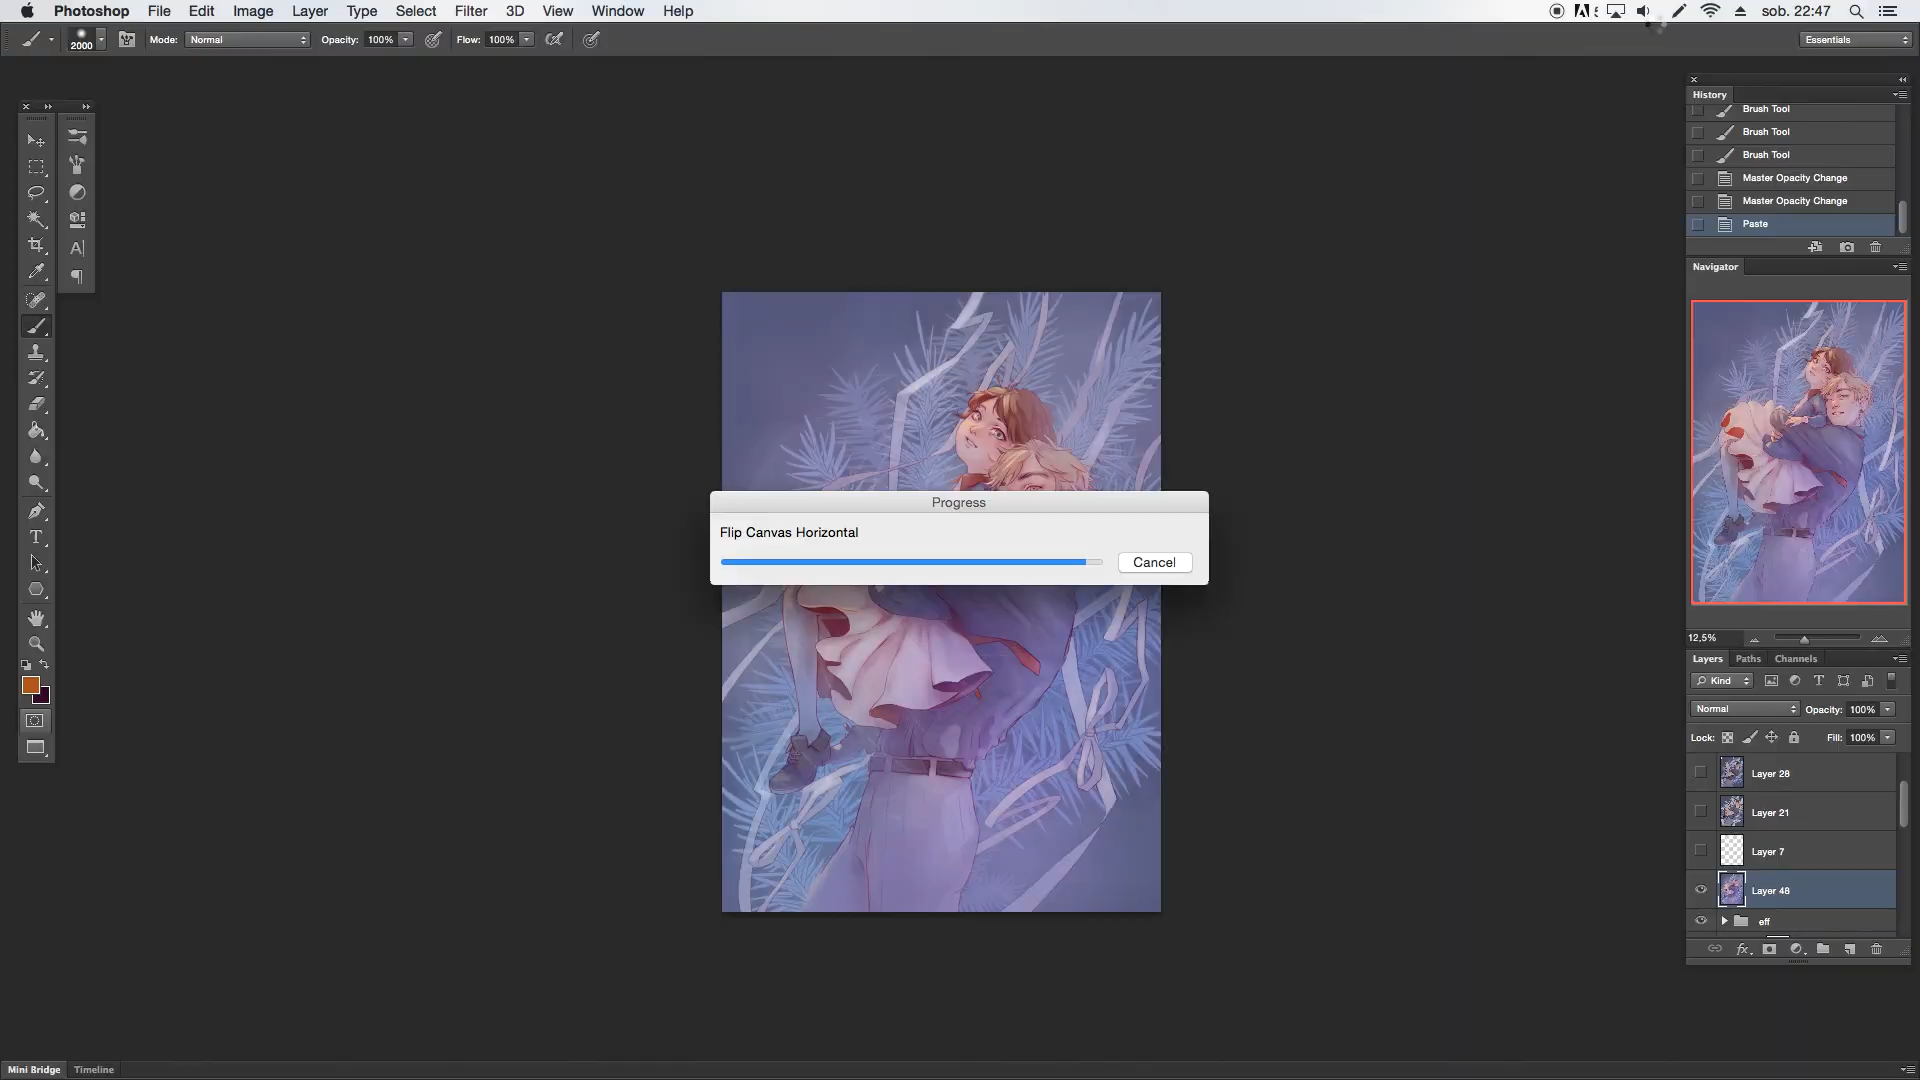 Photoshop File Edit Image Layer Type Select Filter 3D View Window Help sob. 22:47
2000 Mode: Normal Opacity: 100% Flow: 100% Essentials
History
Brush Tool
Brush Tool
Brush Tool
Master Opacity Change
Master Opacity Change
Paste
Navigator
Progress
Flip Canvas Horizontal
Cancel
12,5%
Layers Paths Channels
Kind
Normal Opacity: 100%
Lock: Fill: 100%
Layer 28
Layer 21
Layer 7
Layer 48
eff
Mini Bridge Timeline